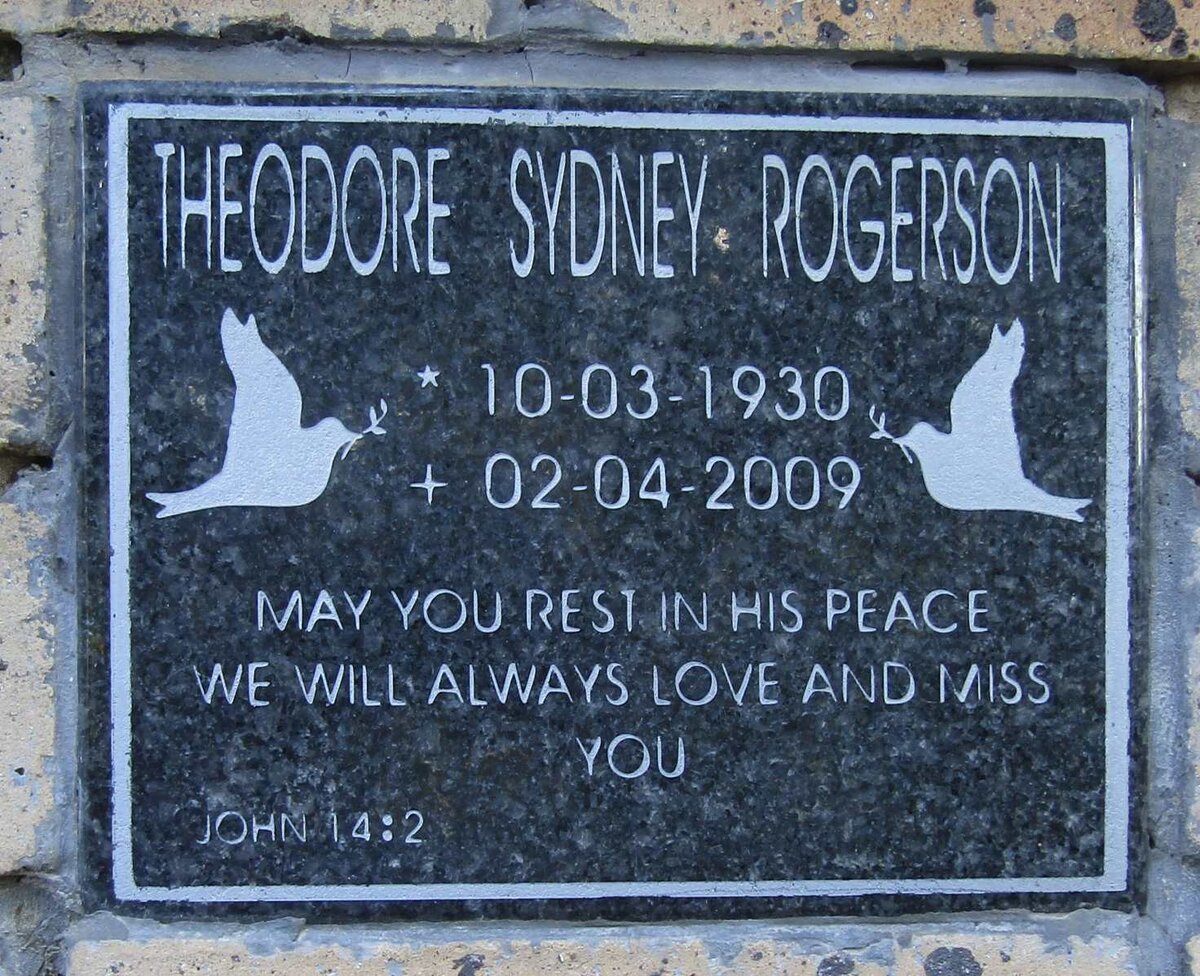 THEODORE SYDNEY ROGERSON
* 10-03-1930
+ 02-04-2009
MAY YOU REST IN HIS PEACE
WE WILL ALWAYS LOVE AND MISS
YOU
JOHN 14:2